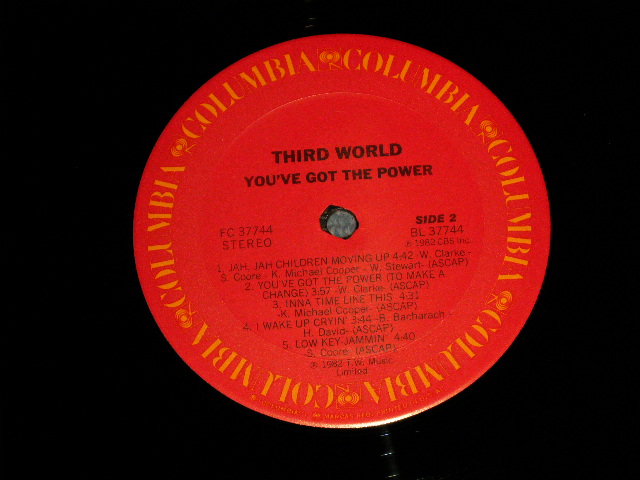 COLUMBIA COLUMBIA COLUMBIA COLUMBIA COLUMBIA COLUMBIA
THIRD WORLD
YOU'VE GOT THE POWER
FC 37744
STEREO
SIDE 2
BL 37744
℗ 1982 CBS Inc.
1. JAH, JAH CHILDREN MOVING UP 4:42 -W. Clarke-
S. Coore- K. Michael Cooper- W. Stewart- (ASCAP)
2. YOU'VE GOT THE POWER (TO MAKE A
CHANGE) 3:57 -W. Clarke- (ASCAP)
3. INNA TIME LIKE THIS 4:31
-K. Michael Cooper- (ASCAP)
4. I WAKE UP CRYIN' 3:44 -B. Bacharach-
H. David- (ASCAP)
5. LOW KEY JAMMIN' 4:40
-S. Coore- (ASCAP)
℗ 1982 T.W. Music
Limited